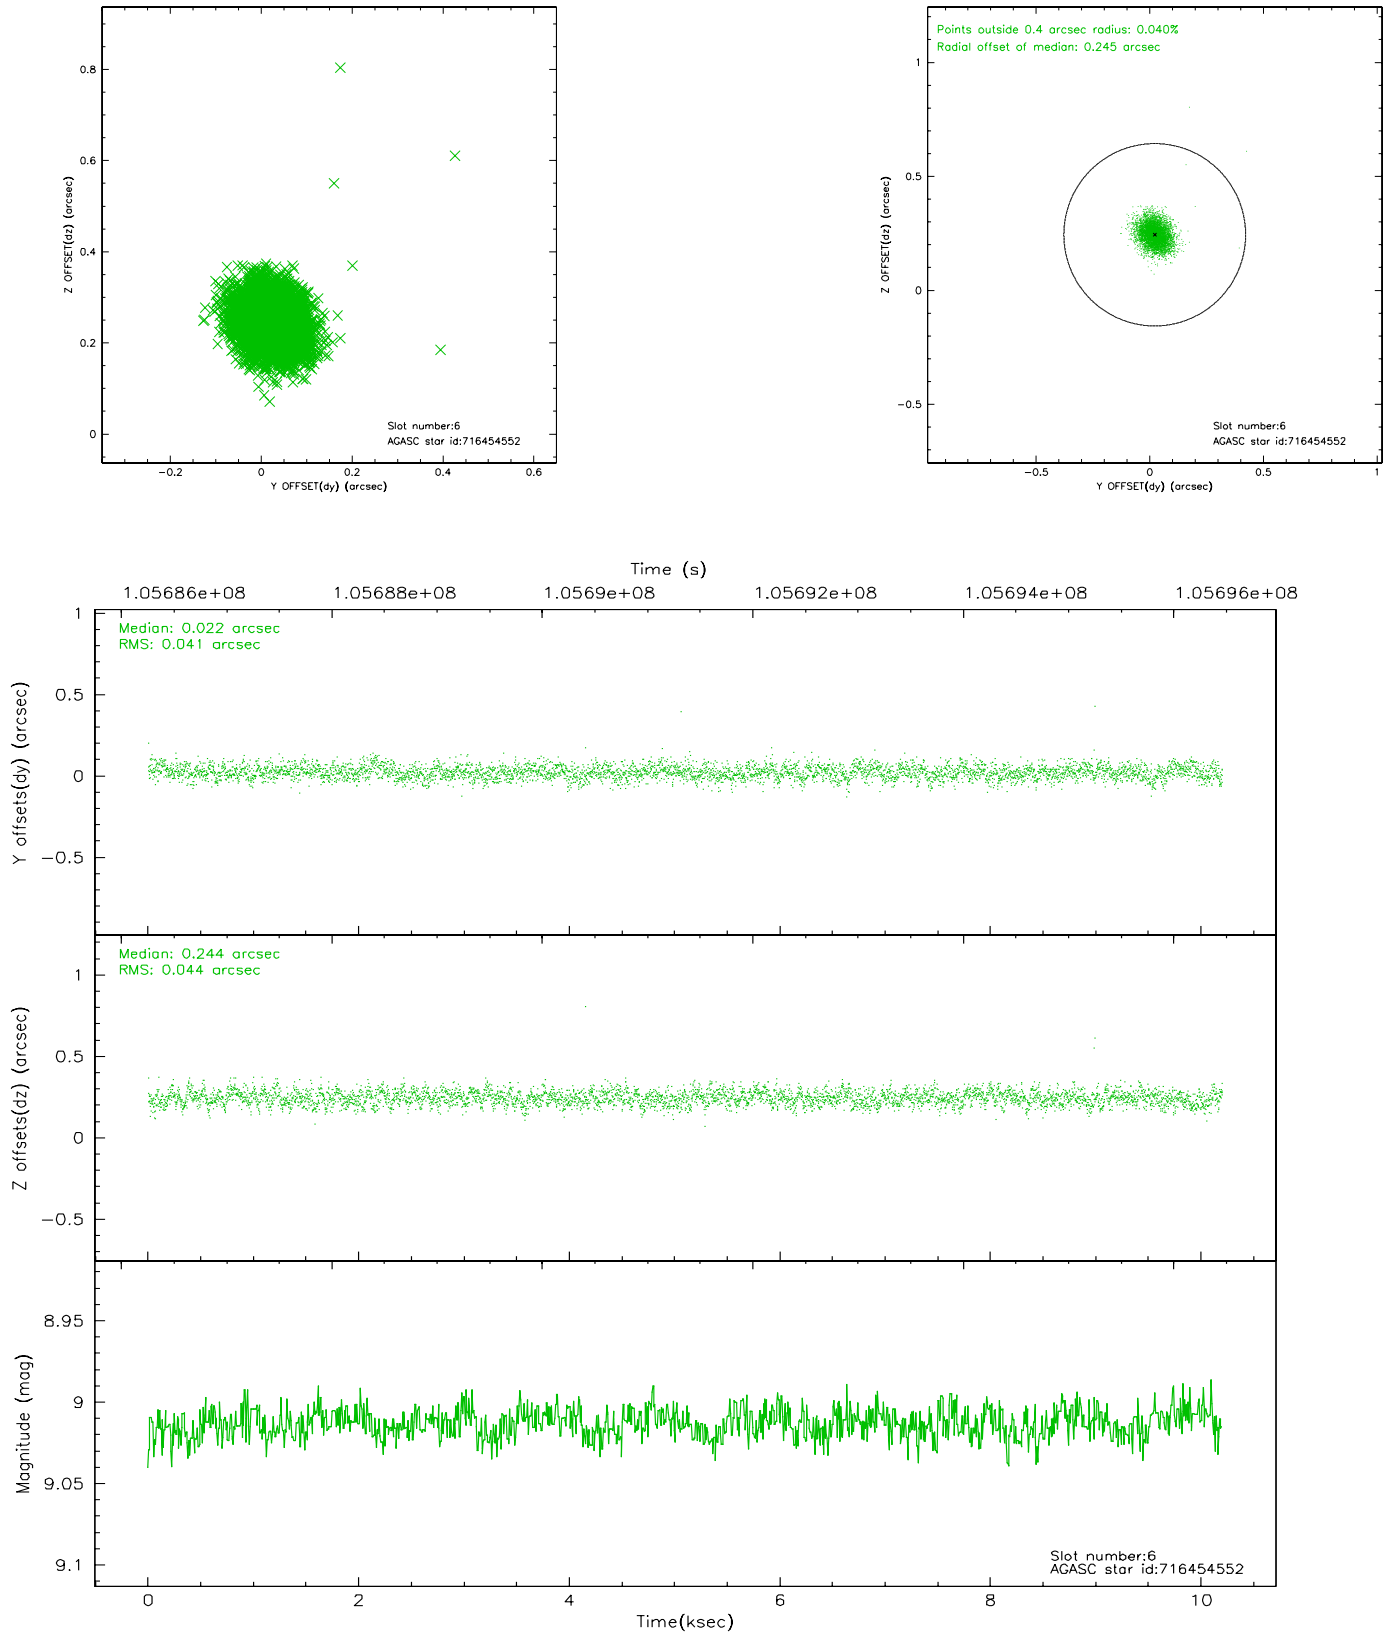 0.8
0.6
0.4
0.2
0
Z OFFSET(dz) (arcsec)
Slot number:6
AGASC star id:716454552
−0.2 0 0.2 0.4 0.6
Y OFFSET(dy) (arcsec)
Points outside 0.4 arcsec radius: 0.040%
Radial offset of median: 0.245 arcsec
1
0.5
0
−0.5
Z OFFSET(dz) (arcsec)
Slot number:6
AGASC star id:716454552
−0.5 0 0.5 1
Y OFFSET(dy) (arcsec)
Time (s)
1.05686e+08 1.05688e+08 1.0569e+08 1.05692e+08 1.05694e+08 1.05696e+08
Median: 0.022 arcsec
RMS: 0.041 arcsec
1
0.5
0
−0.5
Y offsets(dy) (arcsec)
Median: 0.244 arcsec
RMS: 0.044 arcsec
1
0.5
0
−0.5
Z offsets(dz) (arcsec)
8.95
9
9.05
9.1
Magnitude (mag)
Slot number:6
AGASC star id:716454552
0 2 4 6 8 10
Time(ksec)